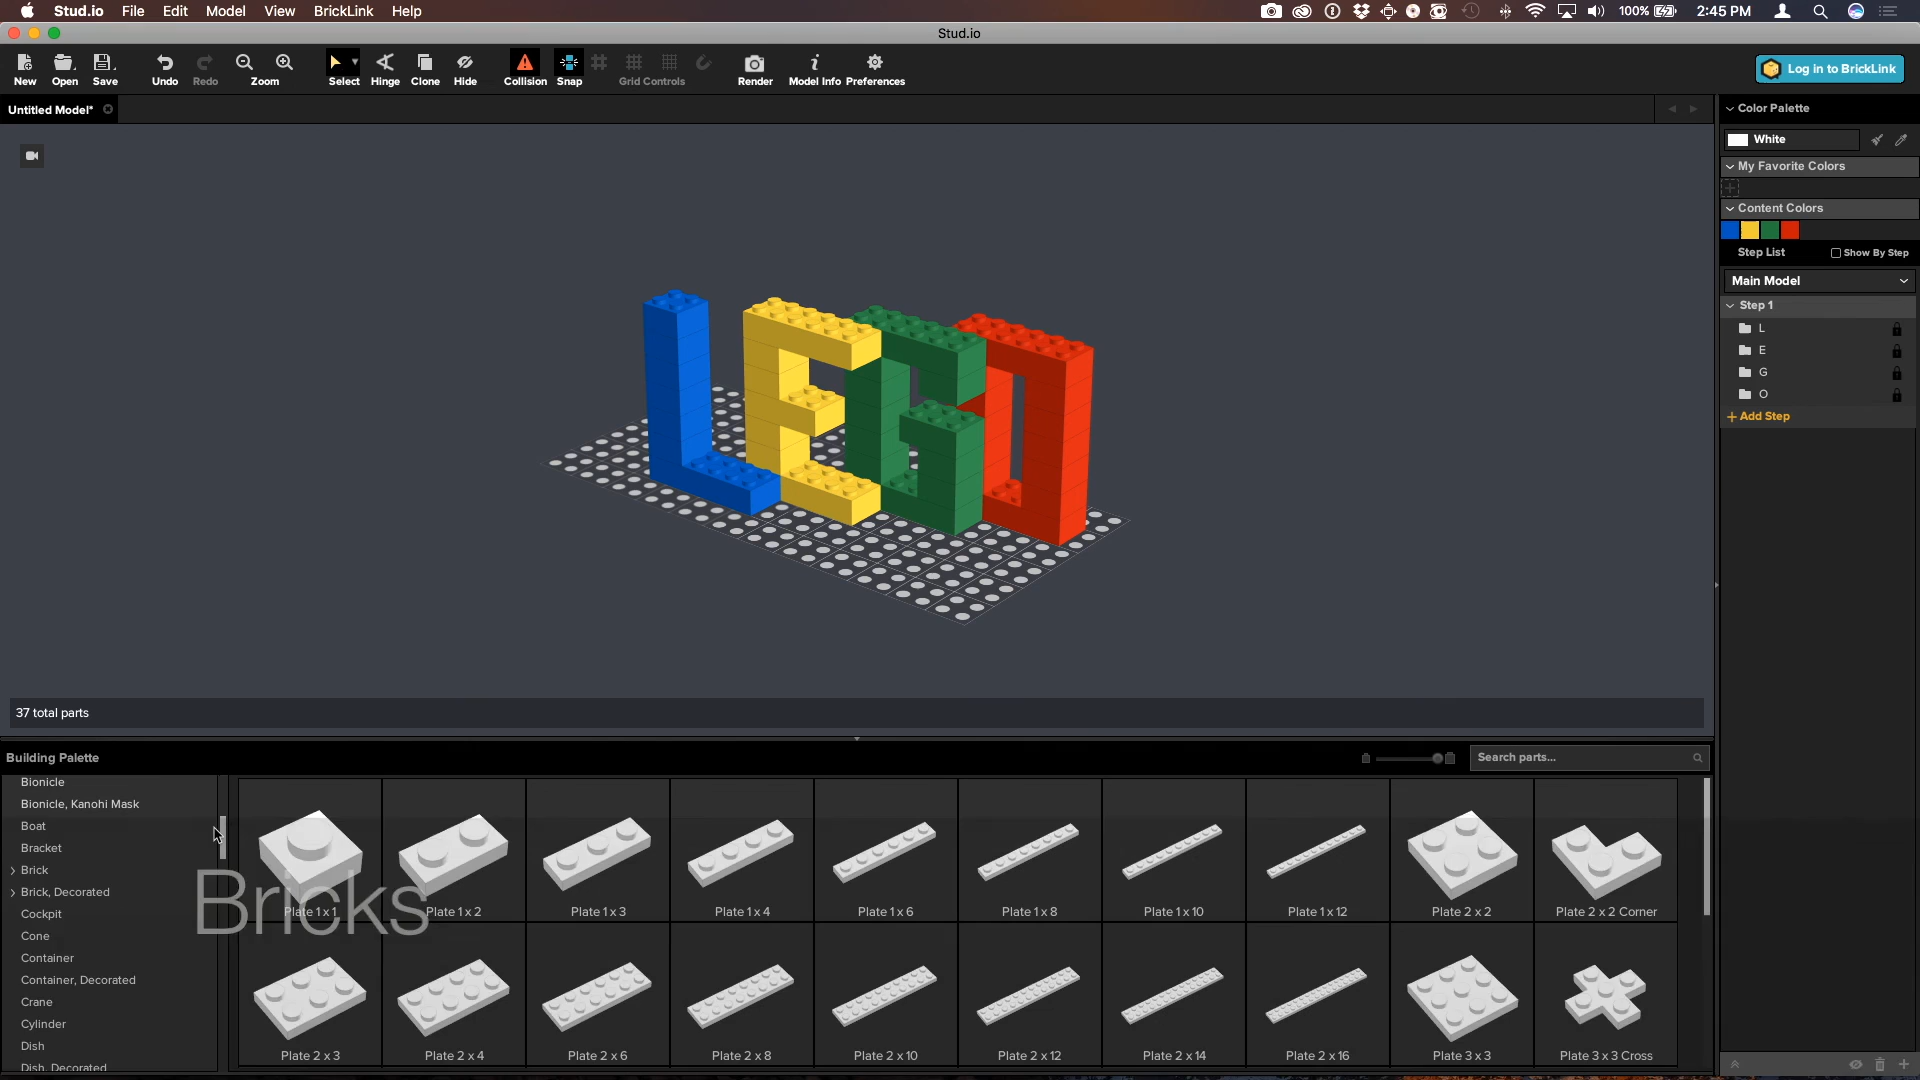 Stud.io File Edit Model View BrickLink Help 100% 2:45 PM
Stud.io
New Open Save Undo Redo Zoom Select Hinge Clone Hide Collision Snap Grid Controls Render Model Info Preferences Log in to BrickLink
Untitled Model*
Color Palette
White
My Favorite Colors
Content Colors
Step List Show By Step
Main Model
Step 1
L
E
G
O
+ Add Step
37 total parts
Building Palette Search parts...
Bionicle
Bionicle, Kanohi Mask
Boat
Bracket
Brick
Brick, Decorated
Cockpit
Cone
Container
Container, Decorated
Crane
Cylinder
Dish
Dish, Decorated
Bricks
Plate 1 x 1 Plate 1 x 2 Plate 1 x 3 Plate 1 x 4 Plate 1 x 6 Plate 1 x 8 Plate 1 x 10 Plate 1 x 12 Plate 2 x 2 Plate 2 x 2 Corner
Plate 2 x 3 Plate 2 x 4 Plate 2 x 6 Plate 2 x 8 Plate 2 x 10 Plate 2 x 12 Plate 2 x 14 Plate 2 x 16 Plate 3 x 3 Plate 3 x 3 Cross